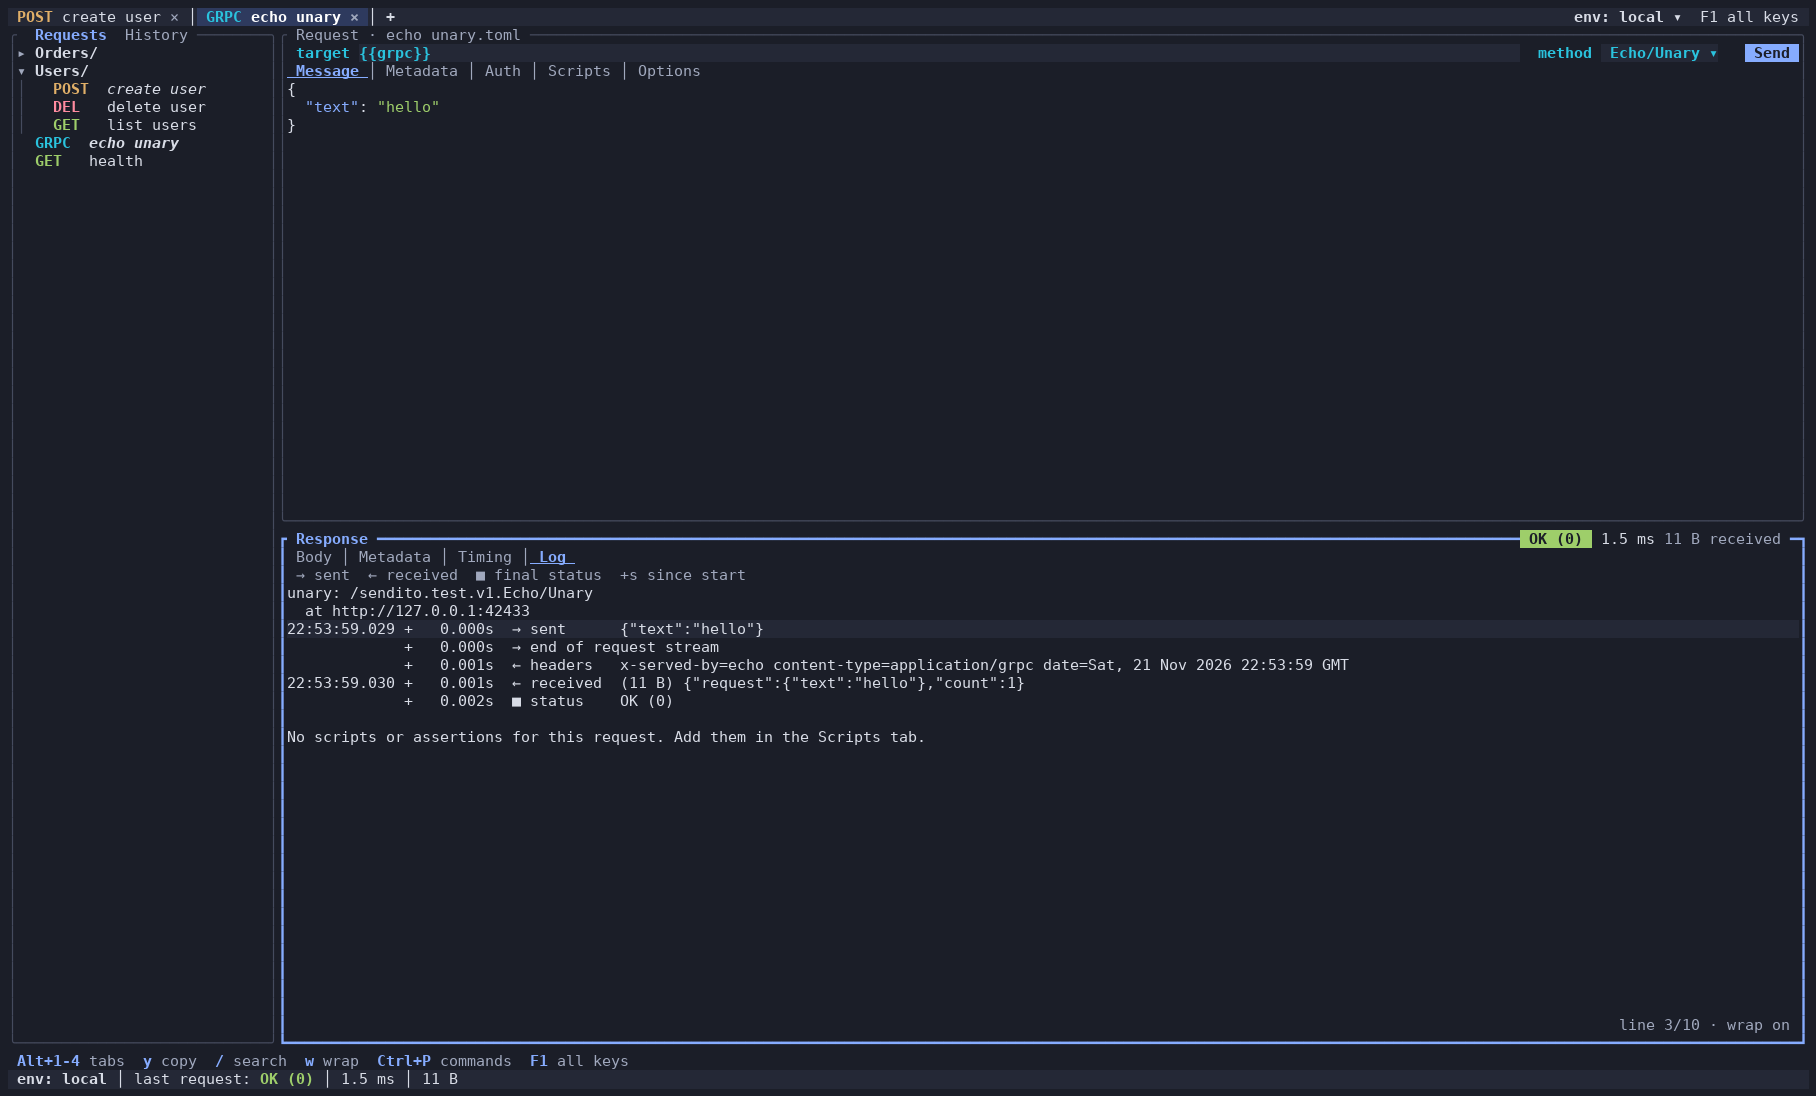 POST create user × │ GRPC echo unary × │ + env: local ▾ F1 all keys
Requests History
▸ Orders/
▾ Users/
POST create user
DEL delete user
GET list users
GRPC echo unary
GET health
Request · echo unary.toml
target {{grpc}} method Echo/Unary ▾ Send
Message │ Metadata │ Auth │ Scripts │ Options
{
  "text": "hello"
}
Response OK (0) 1.5 ms 11 B received
Body │ Metadata │ Timing │ Log
→ sent ← received ■ final status +s since start
unary: /sendito.test.v1.Echo/Unary
  at http://127.0.0.1:42433
22:53:59.029 + 0.000s → sent {"text":"hello"}
+ 0.000s → end of request stream
+ 0.001s ← headers x-served-by=echo content-type=application/grpc date=Sat, 21 Nov 2026 22:53:59 GMT
22:53:59.030 + 0.001s ← received (11 B) {"request":{"text":"hello"},"count":1}
+ 0.002s ■ status OK (0)
No scripts or assertions for this request. Add them in the Scripts tab.
line 3/10 · wrap on
Alt+1-4 tabs y copy / search w wrap Ctrl+P commands F1 all keys
env: local │ last request: OK (0) │ 1.5 ms │ 11 B